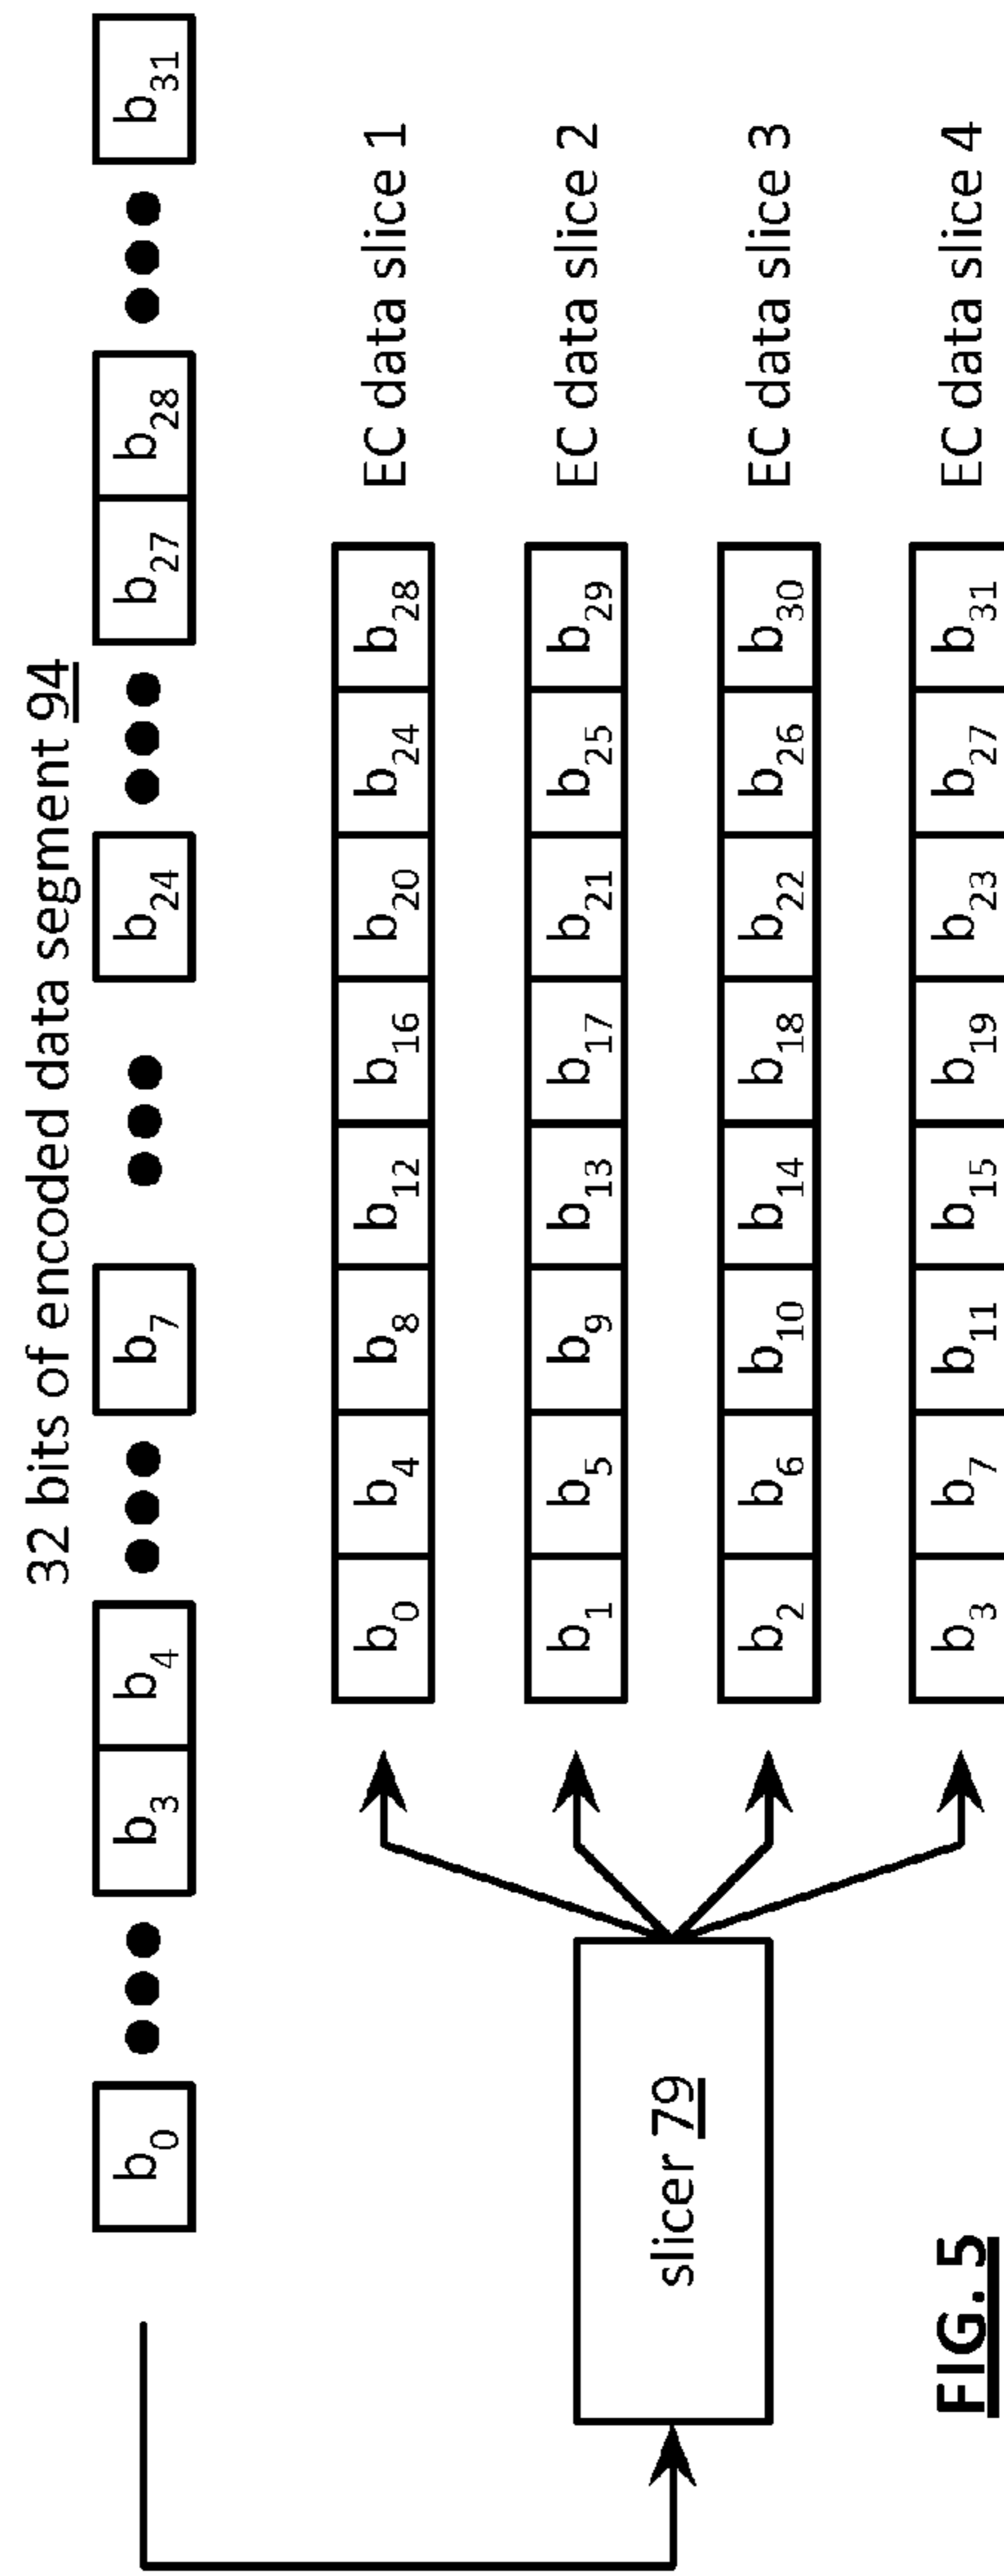 32 bits of encoded data segment 94
b0 ••• b3 b4 ••• b7 ••• b24 ••• b27 b28 ••• b31
b0 b4 b8 b12 b16 b20 b24 b28 EC data slice 1
b1 b5 b9 b13 b17 b21 b25 b29 EC data slice 2
slicer 79
b2 b6 b10 b14 b18 b22 b26 b30 EC data slice 3
b3 b7 b11 b15 b19 b23 b27 b31 EC data slice 4
FIG. 5